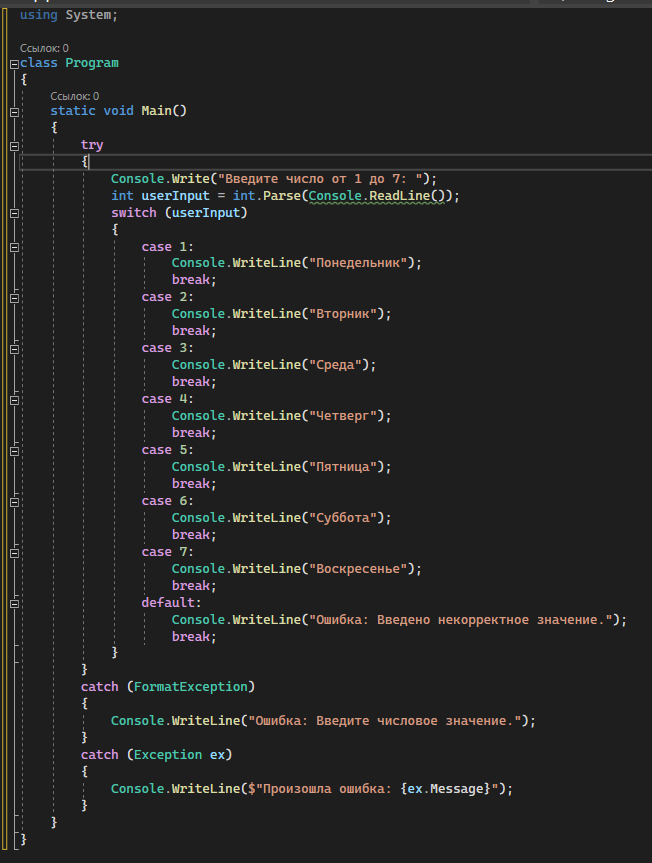 using System;
Ссылок: 0
class Program
{
Ссылок: 0
static void Main()
{
try
{
Console.Write("Введите число от 1 до 7: ");
int userInput = int.Parse(Console.ReadLine());
switch (userInput)
{
case 1:
Console.WriteLine("Понедельник");
break;
case 2:
Console.WriteLine("Вторник");
break;
case 3:
Console.WriteLine("Среда");
break;
case 4:
Console.WriteLine("Четверг");
break;
case 5:
Console.WriteLine("Пятница");
break;
case 6:
Console.WriteLine("Суббота");
break;
case 7:
Console.WriteLine("Воскресенье");
break;
default:
Console.WriteLine("Ошибка: Введено некорректное значение.");
break;
}
}
catch (FormatException)
{
Console.WriteLine("Ошибка: Введите числовое значение.");
}
catch (Exception ex)
{
Console.WriteLine($"Произошла ошибка: {ex.Message}");
}
}
}